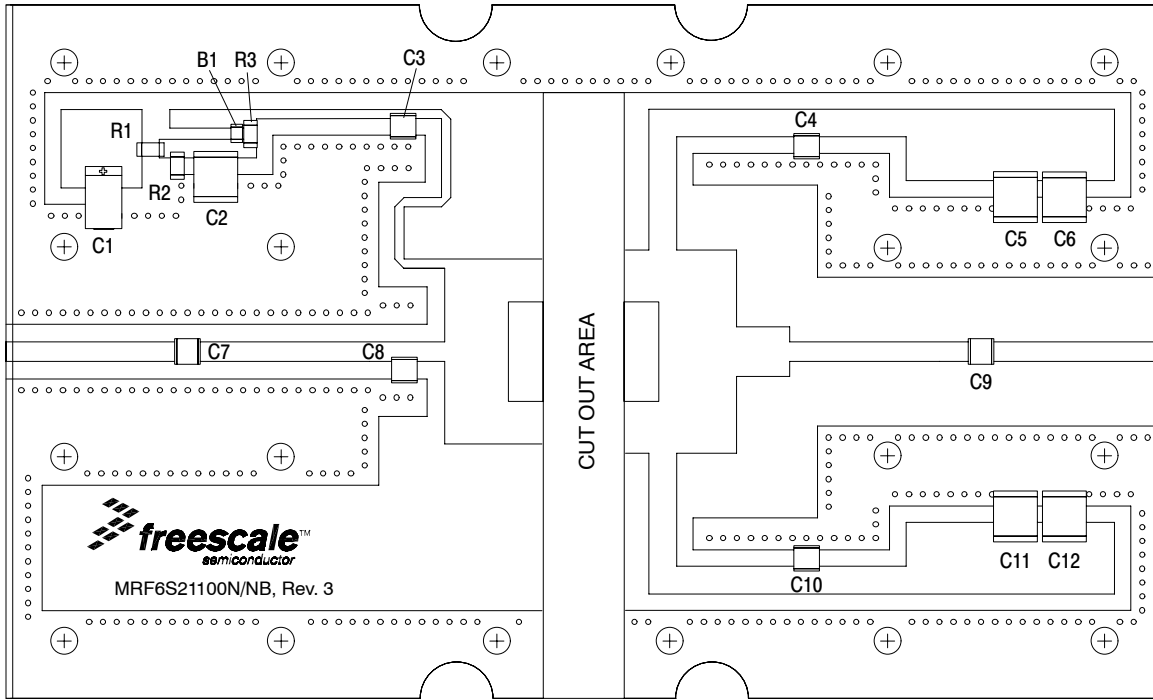 B1 R3 C3
R1
C4
R2
C2
C1
C5 C6
C7
C8
C9
CUT OUT AREA
freescale™
semiconductor
MRF6S21100N/NB, Rev. 3
C10
C11 C12